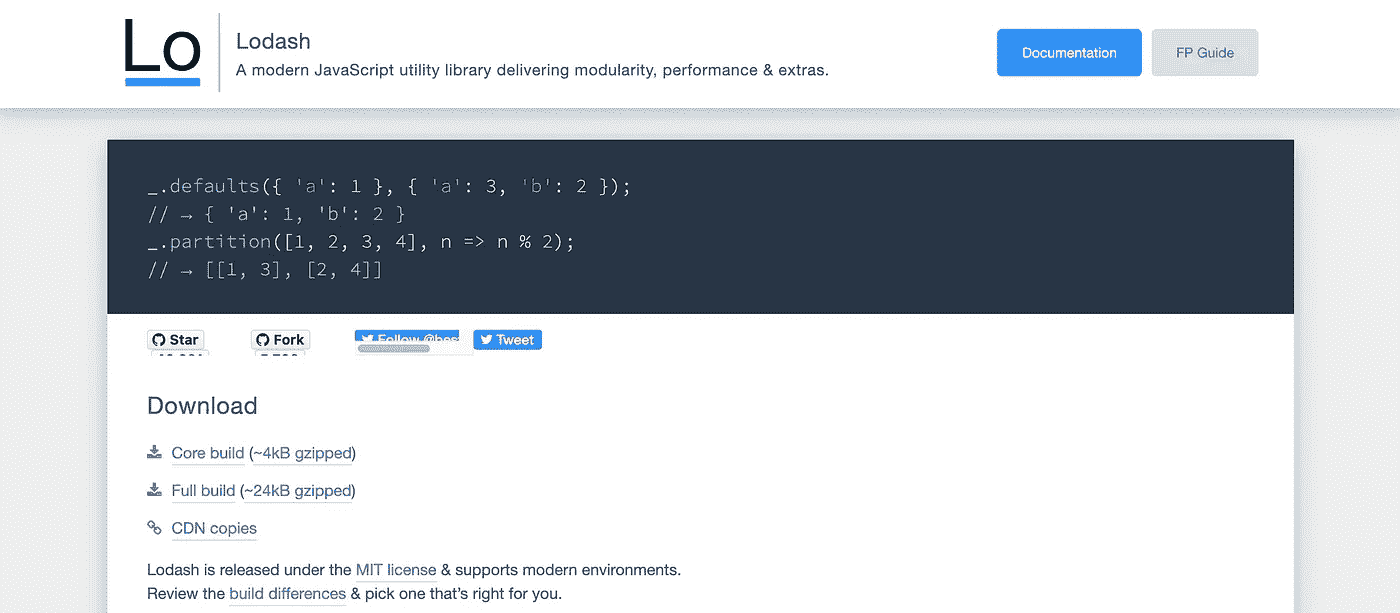 Lo
Lodash
A modern JavaScript utility library delivering modularity, performance & extras.
Documentation
FP Guide
_.defaults({ 'a': 1 }, { 'a': 3, 'b': 2 });
// → { 'a': 1, 'b': 2 }
_.partition([1, 2, 3, 4], n => n % 2);
// → [[1, 3], [2, 4]]
Star
Fork
Follow
Tweet
Download
Core build (~4kB gzipped)
Full build (~24kB gzipped)
CDN copies
Lodash is released under the MIT license & supports modern environments.
Review the build differences & pick one that's right for you.